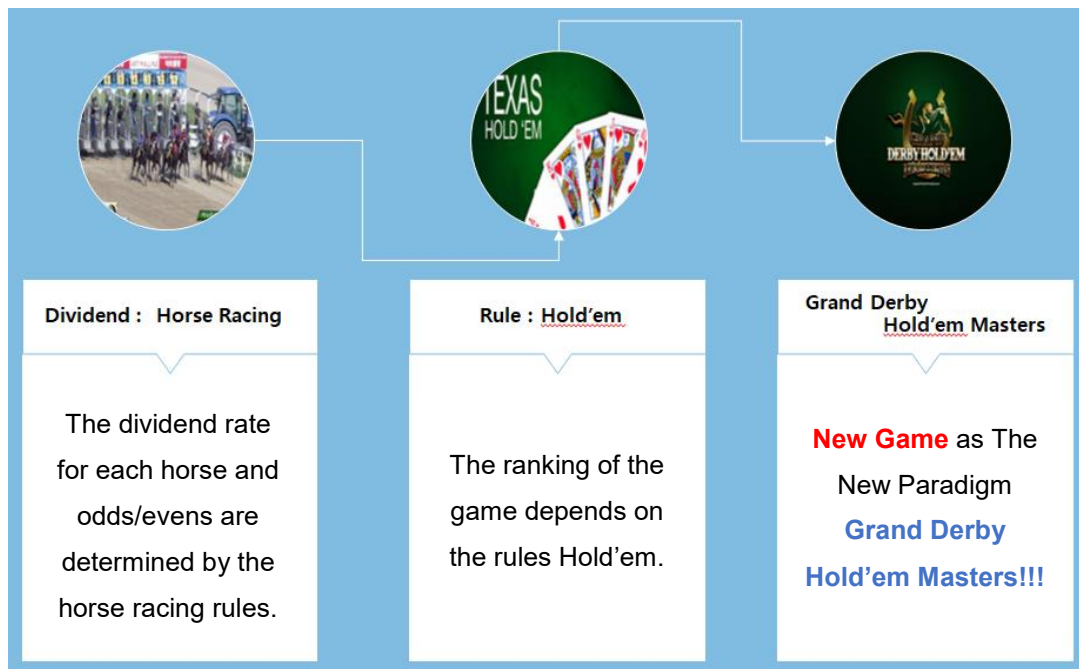 TEXAS
HOLD 'EM
DERBY HOLD'EM
Dividend : Horse Racing
Rule : Hold'em
Grand Derby
Hold'em Masters
The dividend rate
for each horse and
odds/evens are
determined by the
horse racing rules.
The ranking of the
game depends on
the rules Hold'em.
New Game as The
New Paradigm
Grand Derby
Hold'em Masters!!!